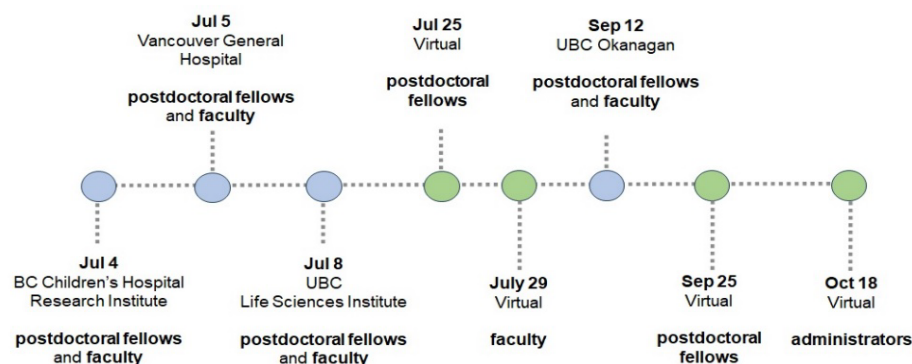 Jul 5
Vancouver General
Hospital
postdoctoral fellows
and faculty
Jul 25
Virtual
postdoctoral
fellows
Sep 12
UBC Okanagan
postdoctoral fellows
and faculty
Jul 4
BC Children's Hospital
Research Institute
postdoctoral fellows
and faculty
Jul 8
UBC
Life Sciences Institute
postdoctoral fellows
and faculty
July 29
Virtual
faculty
Sep 25
Virtual
postdoctoral
fellows
Oct 18
Virtual
administrators